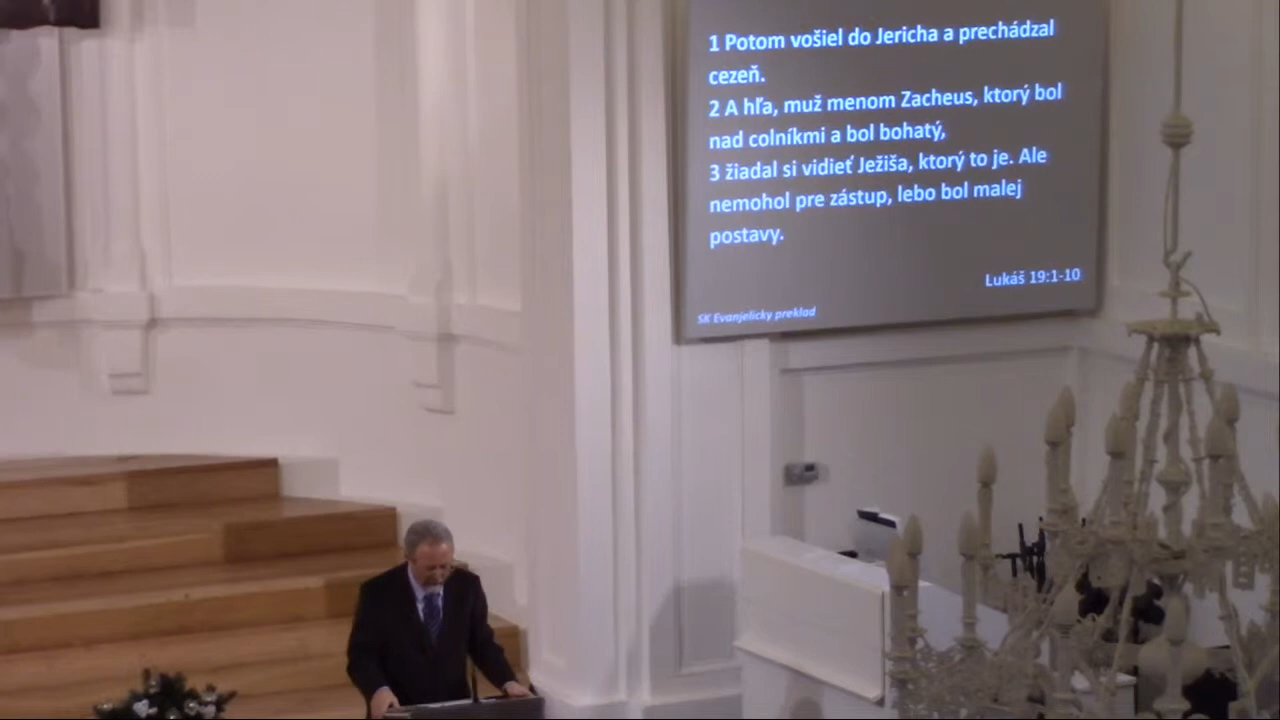 1 Potom vošiel do Jericha a prechádzal
cezeň.
2 A hľa, muž menom Zacheus, ktorý bol
nad colníkmi a bol bohatý,
3 žiadal si vidieť Ježiša, ktorý to je. Ale
nemohol pre zástup, lebo bol malej
postavy.
Lukáš 19:1-10
SK Evanjelicky preklad